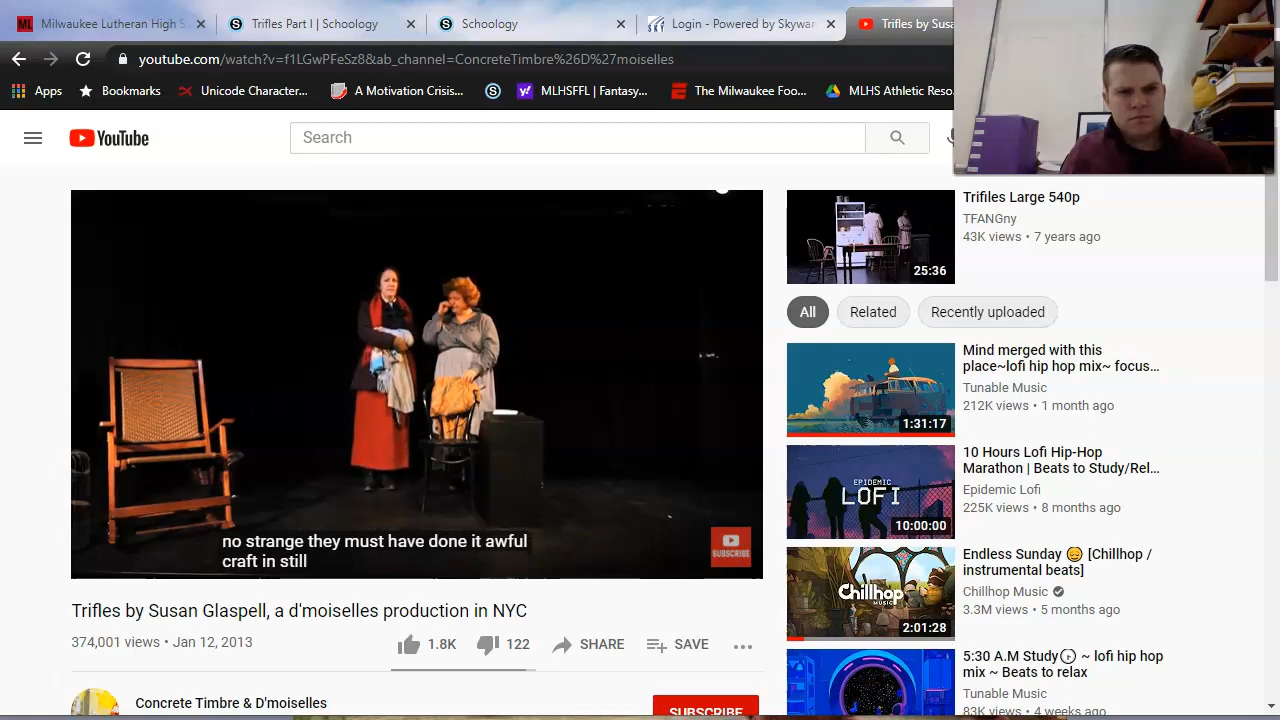 Milwaukee Lutheran High S
Trifles Part I | Schoology
Schoology
Login - Powered by Skywar
Trifles by Susa
youtube.com/watch?v=f1LGwPFeSz8&ab_channel=ConcreteTimbre%26D%27moiselles
Apps
Bookmarks
Unicode Character...
A Motivation Crisis...
MLHSFFL | Fantasy...
The Milwaukee Foo...
MLHS Athletic Reso
YouTube
Search
no strange they must have done it awful
craft in still
SUBSCRIBE
Trifles by Susan Glaspell, a d'moiselles production in NYC
374,001 views • Jan 12, 2013
1.8K
122
SHARE
SAVE
Concrete Timbre & D'moiselles
SUBSCRIBE
25:36
Trifiles Large 540p
TFANGny
43K views • 7 years ago
All
Related
Recently uploaded
1:31:17
Mind merged with this
place~lofi hip hop mix~ focus...
Tunable Music
212K views • 1 month ago
EPIDEMIC
LOFI
10:00:00
10 Hours Lofi Hip-Hop
Marathon | Beats to Study/Rel...
Epidemic Lofi
225K views • 8 months ago
Chillhop
MUSIC
2:01:28
Endless Sunday 😊 [Chillhop /
instrumental beats]
Chillhop Music
3.3M views • 5 months ago
5:30 A.M Study ~ lofi hip hop
mix ~ Beats to relax
Tunable Music
83K views • 4 weeks ago